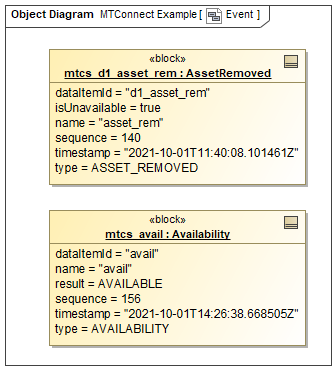 Object Diagram MTConnect Example [ Event ]
«block»
mtcs_d1_asset_rem : AssetRemoved
dataItemId = "d1_asset_rem"
isUnavailable = true
name = "asset_rem"
sequence = 140
timestamp = "2021-10-01T11:40:08.101461Z"
type = ASSET_REMOVED
«block»
mtcs_avail : Availability
dataItemId = "avail"
name = "avail"
result = AVAILABLE
sequence = 156
timestamp = "2021-10-01T14:26:38.668505Z"
type = AVAILABILITY